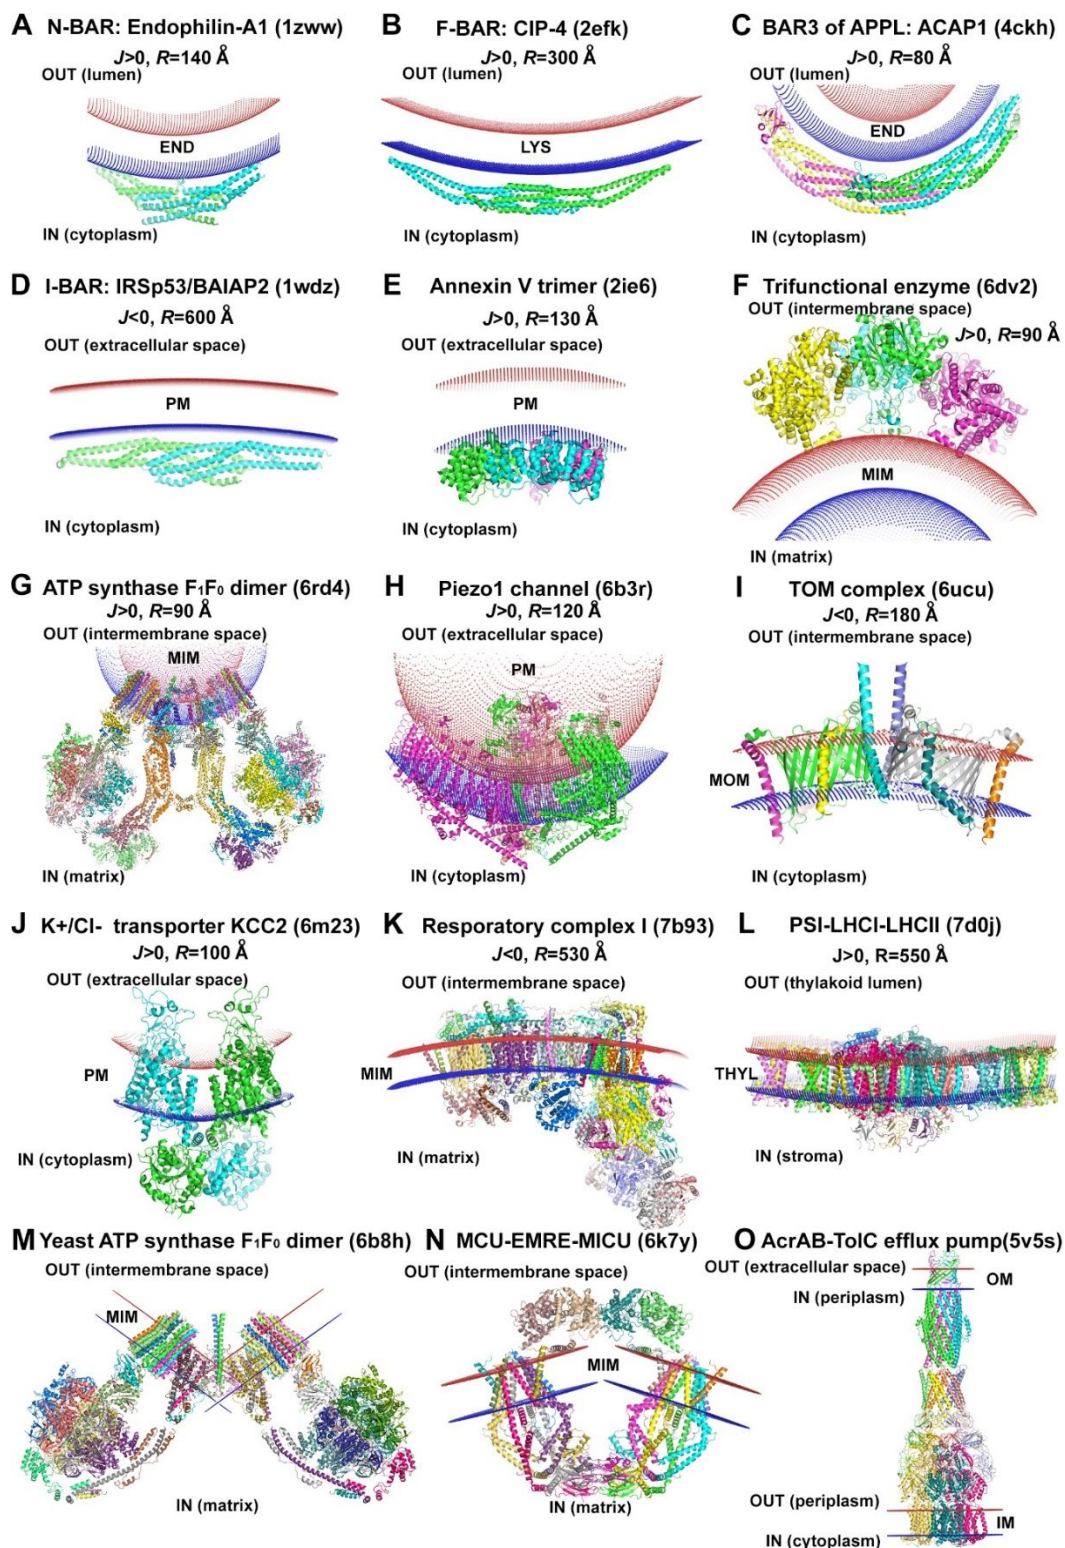 A N-BAR: Endophilin-A1 (1zww)
J>0, R=140 Å
OUT (lumen)
END
IN (cytoplasm)
B F-BAR: CIP-4 (2efk)
J>0, R=300 Å
OUT (lumen)
LYS
IN (cytoplasm)
C BAR3 of APPL: ACAP1 (4ckh)
J>0, R=80 Å
OUT (lumen)
END
IN (cytoplasm)
D I-BAR: IRSp53/BAIAP2 (1wdz)
J<0, R=600 Å
OUT (extracellular space)
PM
IN (cytoplasm)
E Annexin V trimer (2ie6)
J>0, R=130 Å
OUT (extracellular space)
PM
IN (cytoplasm)
F Trifunctional enzyme (6dv2)
OUT (intermembrane space)
J>0, R=90 Å
MIM
IN (matrix)
G ATP synthase F₁F₀ dimer (6rd4)
J>0, R=90 Å
OUT (intermembrane space)
MIM
IN (matrix)
H Piezo1 channel (6b3r)
J>0, R=120 Å
OUT (extracellular space)
PM
IN (cytoplasm)
I TOM complex (6ucu)
J<0, R=180 Å
OUT (intermembrane space)
MOM
IN (cytoplasm)
J K+/Cl- transporter KCC2 (6m23)
J>0, R=100 Å
OUT (extracellular space)
PM
IN (cytoplasm)
K Respiratory complex I (7b93)
J<0, R=530 Å
OUT (intermembrane space)
MIM
IN (matrix)
L PSI-LHCI-LHCII (7d0j)
J>0, R=550 Å
OUT (thylakoid lumen)
THYL
IN (stroma)
M Yeast ATP synthase F₁F₀ dimer (6b8h)
OUT (intermembrane space)
MIM
IN (matrix)
N MCU-EMRE-MICU (6k7y)
OUT (intermembrane space)
MIM
IN (matrix)
O AcrAB-TolC efflux pump(5v5s)
OUT (extracellular space)
OM
IN (periplasm)
OUT (periplasm)
IM
IN (cytoplasm)